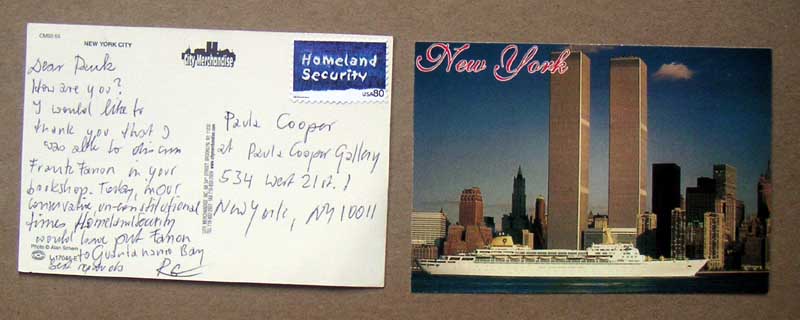 NEW YORK CITY
City Merchandise
Homeland
Security
USA 80
Dear
How are you?
I would like to
thank you that I
was able to discuss
Frantz Fanon in your
bookshop. Today, in our
conservative un-constitutional
times Homeland Security
would have put Fanon
to Guantanamo Bay
best regards
Photo © Alan Schein
Paula Cooper
at Paula Cooper Gallery
534 West 21st.
New York, NY 10011
New York